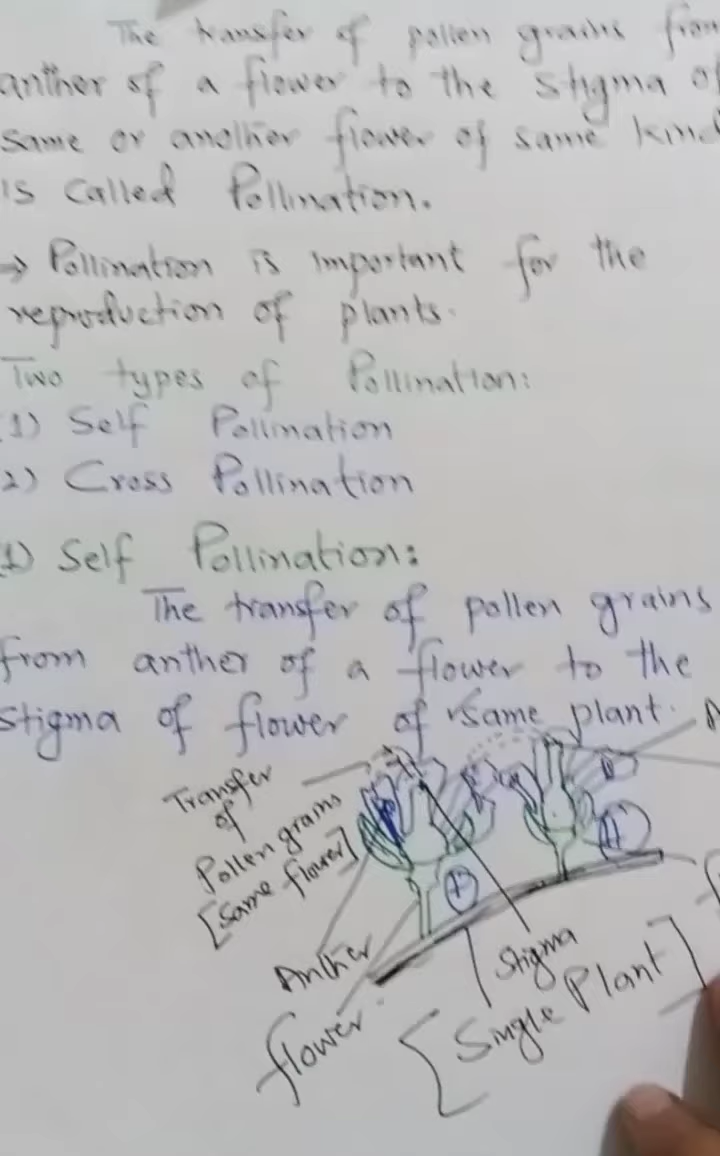 The transfer of pollen grains from
anther of a flower to the stigma of
same or another flower of same kind
is called Pollination.
→ Pollination is important for the
reproduction of plants.
Two types of Pollination:
1) Self Pollination
2) Cross Pollination
1) Self Pollination:
The transfer of pollen grains
from anther of a flower to the
stigma of flower of same plant.
Transfer
of
Pollen grains
[Same flower]
Anther
flower.
Stigma
[Single Plant]